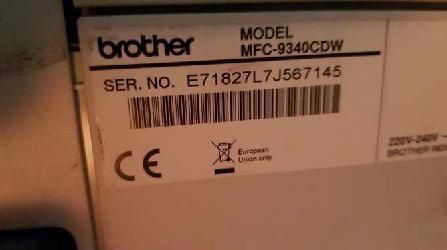 brother
MODEL
MFC-9340CDW
SER. NO. E71827L7J567145
CE
European
Union only
220V-240V ~
BROTHER IND